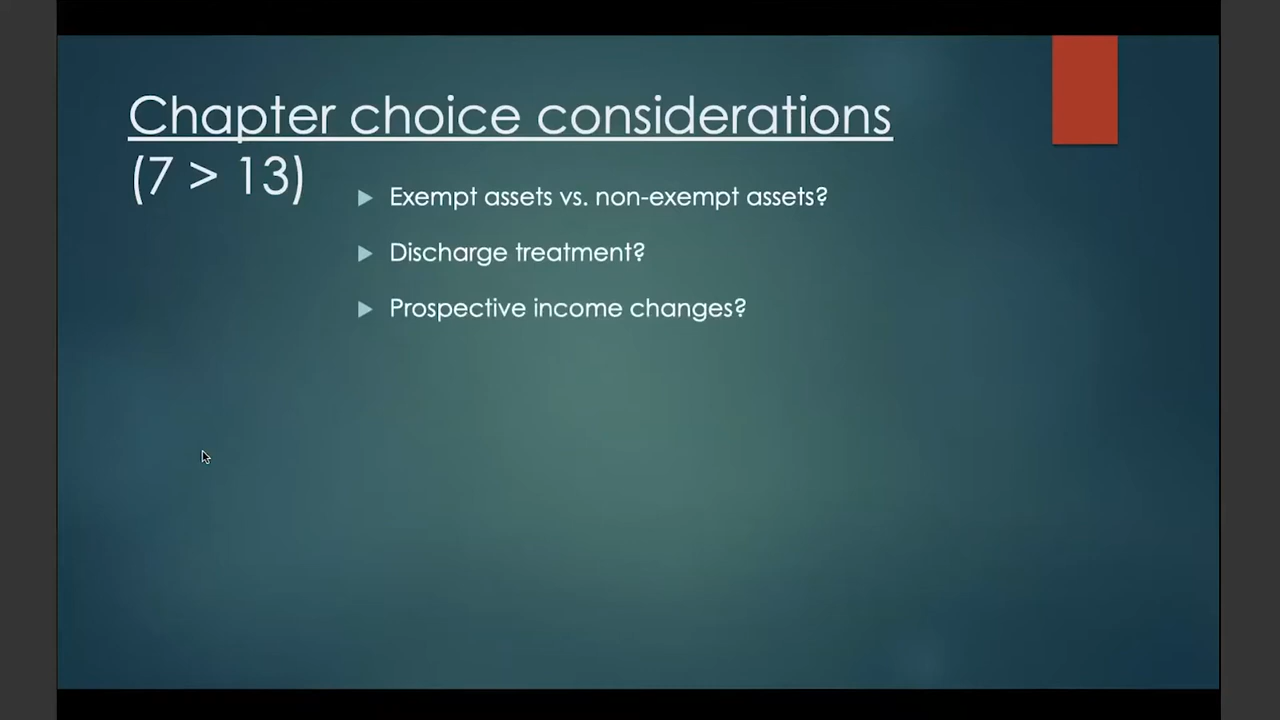 Chapter choice considerations
(7 > 13)
Exempt assets vs. non-exempt assets?
Discharge treatment?
Prospective income changes?